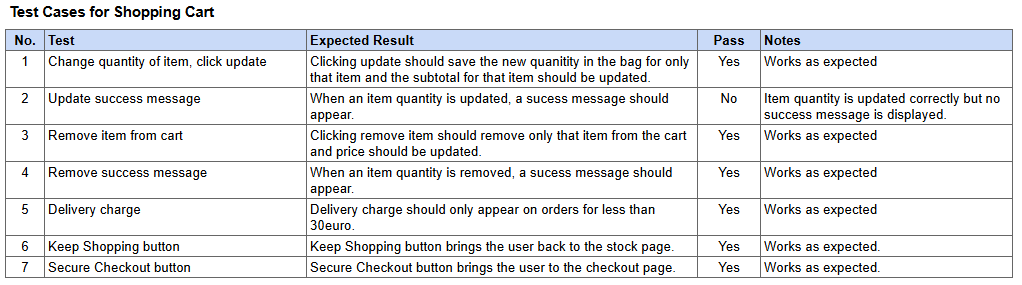 Test Cases for Shopping Cart
No. Test Expected Result Pass Notes
1 Change quantity of item, click update Clicking update should save the new quanitity in the bag for only Yes Works as expected
that item and the subtotal for that item should be updated.
2 Update success message When an item quantity is updated, a sucess message should No Item quantity is updated correctly but no
appear. success message is displayed.
3 Remove item from cart Clicking remove item should remove only that item from the cart Yes Works as expected
and price should be updated.
4 Remove success message When an item quantity is removed, a sucess message should Yes Works as expected
appear.
5 Delivery charge Delivery charge should only appear on orders for less than Yes Works as expected
30euro.
6 Keep Shopping button Keep Shopping button brings the user back to the stock page. Yes Works as expected.
7 Secure Checkout button Secure Checkout button brings the user to the checkout page. Yes Works as expected.